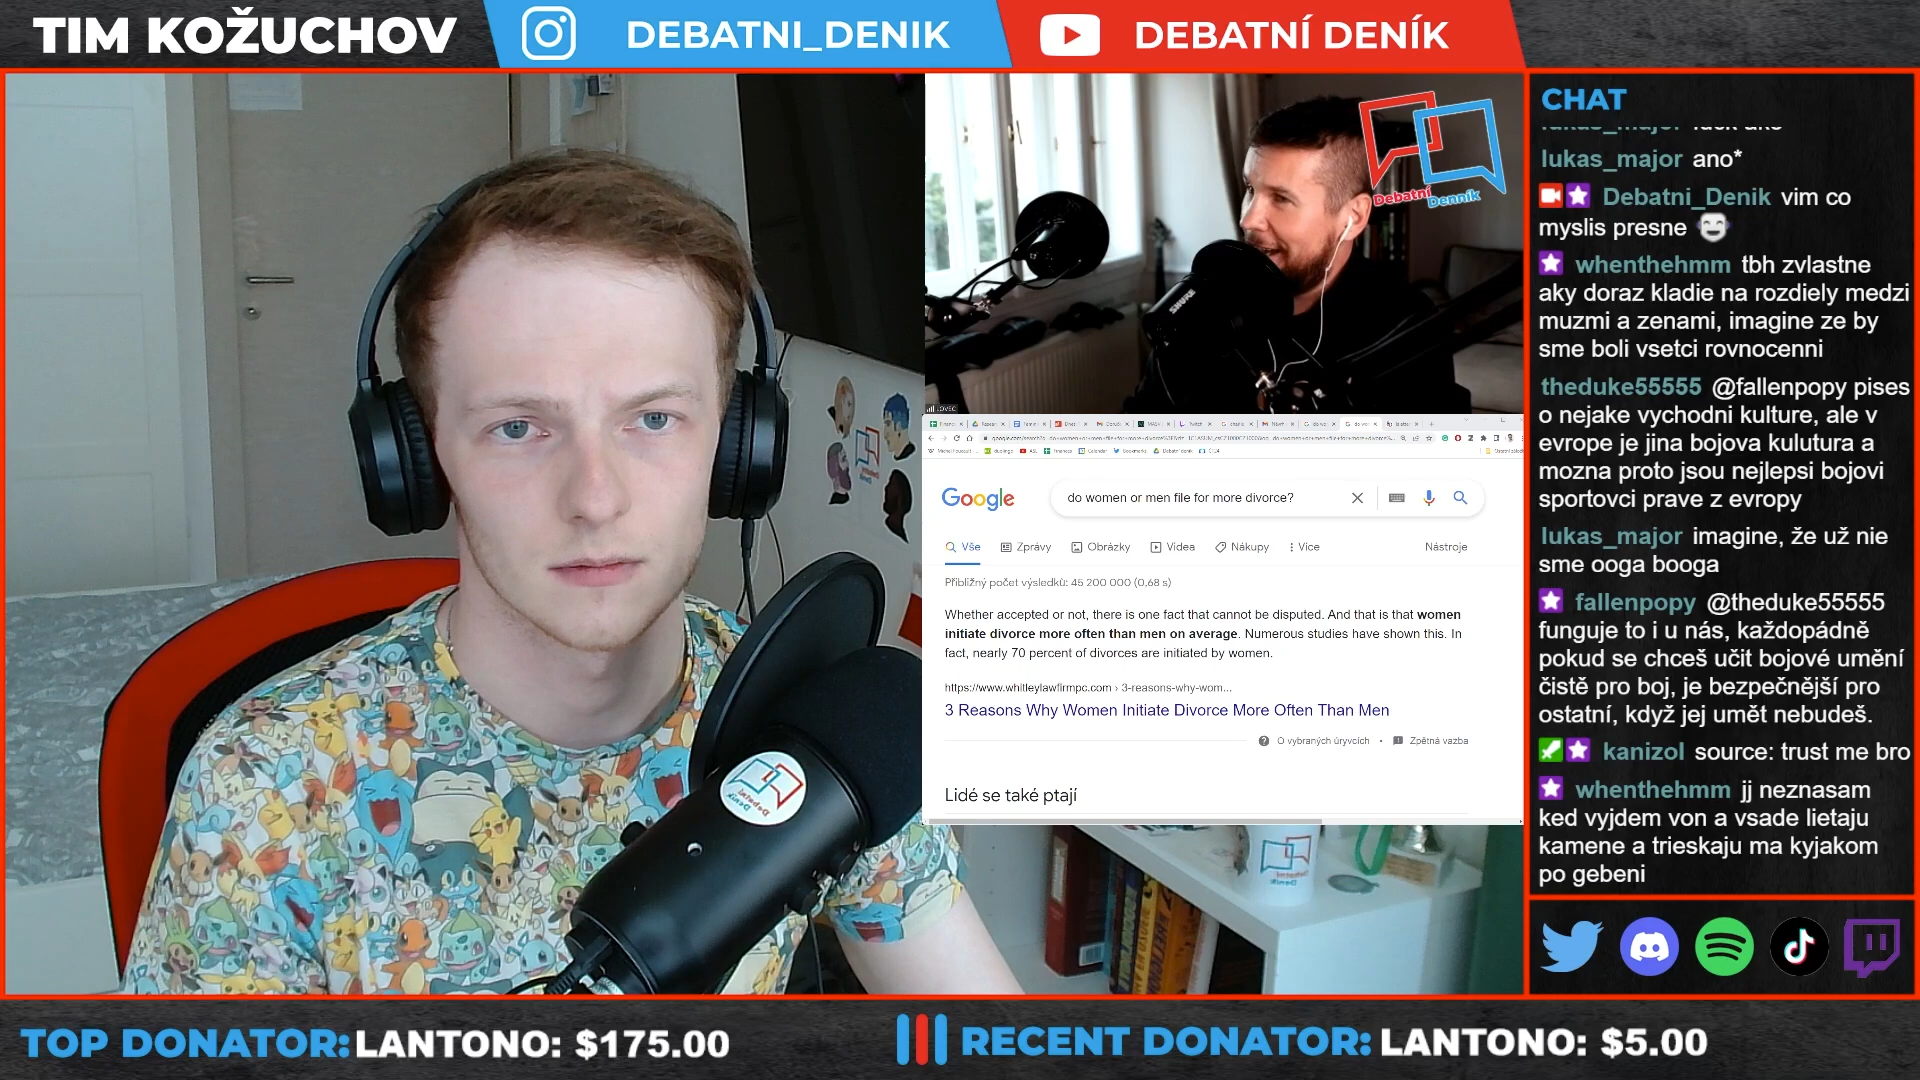 TIM KOŽUCHOV
DEBATNI_DENIK
DEBATNÍ DENÍK
Debatní
Denník
SHURE
LOVEC
do women or men file for more divorce?
Google
Vše
Zprávy
Obrázky
Videa
Nákupy
Více
Nástroje
Přibližný počet výsledků: 45 200 000 (0,68 s)
Whether accepted or not, there is one fact that cannot be disputed. And that is that women
initiate divorce more often than men on average. Numerous studies have shown this. In
fact, nearly 70 percent of divorces are initiated by women.
https://www.whitleylawfirmpc.com › 3-reasons-why-wom...
3 Reasons Why Women Initiate Divorce More Often Than Men
O vybraných úryvcích • Zpětná vazba
Lidé se také ptají
CHAT
lukas_major ano*
Debatni_Denik vim co
myslis presne
whenthehmm tbh zvlastne
aky doraz kladie na rozdiely medzi
muzmi a zenami, imagine ze by
sme boli vsetci rovnocenni
theduke55555 @fallenpopy pises
o nejake vychodni kulture, ale v
evrope je jina bojova kulutura a
mozna proto jsou nejlepsi bojovi
sportovci prave z evropy
lukas_major imagine, že už nie
sme ooga booga
fallenpopy @theduke55555
funguje to i u nás, každopádně
pokud se chceš učit bojové umění
čistě pro boj, je bezpečnější pro
ostatní, když jej umět nebudeš.
kanizol source: trust me bro
whenthehmm jj neznasam
ked vyjdem von a vsade lietaju
kamene a trieskaju ma kyjakom
po gebeni
TOP DONATOR: LANTONO: $175.00
RECENT DONATOR: LANTONO: $5.00